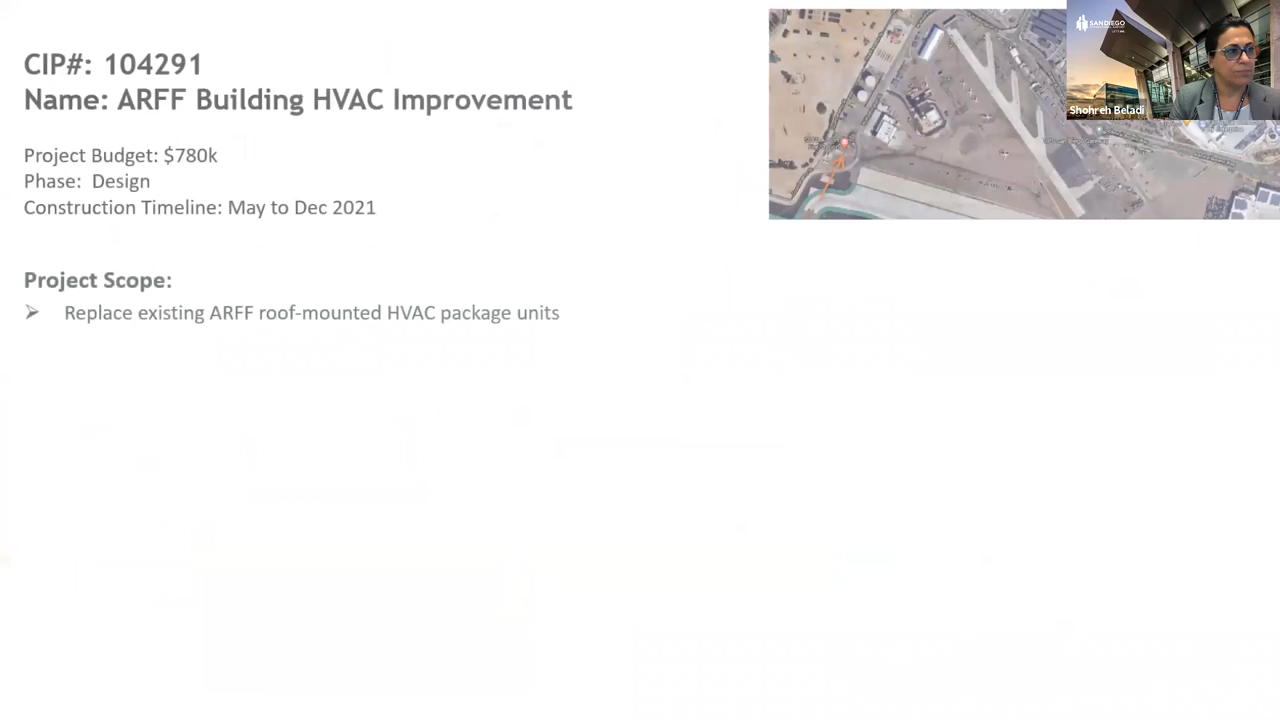 CIP#: 104291
Name: ARFF Building HVAC Improvement
Project Budget: $780k
Phase: Design
Construction Timeline: May to Dec 2021
Project Scope:
➢ Replace existing ARFF roof-mounted HVAC package units
SAN DIEGO
Shohreh Beladi